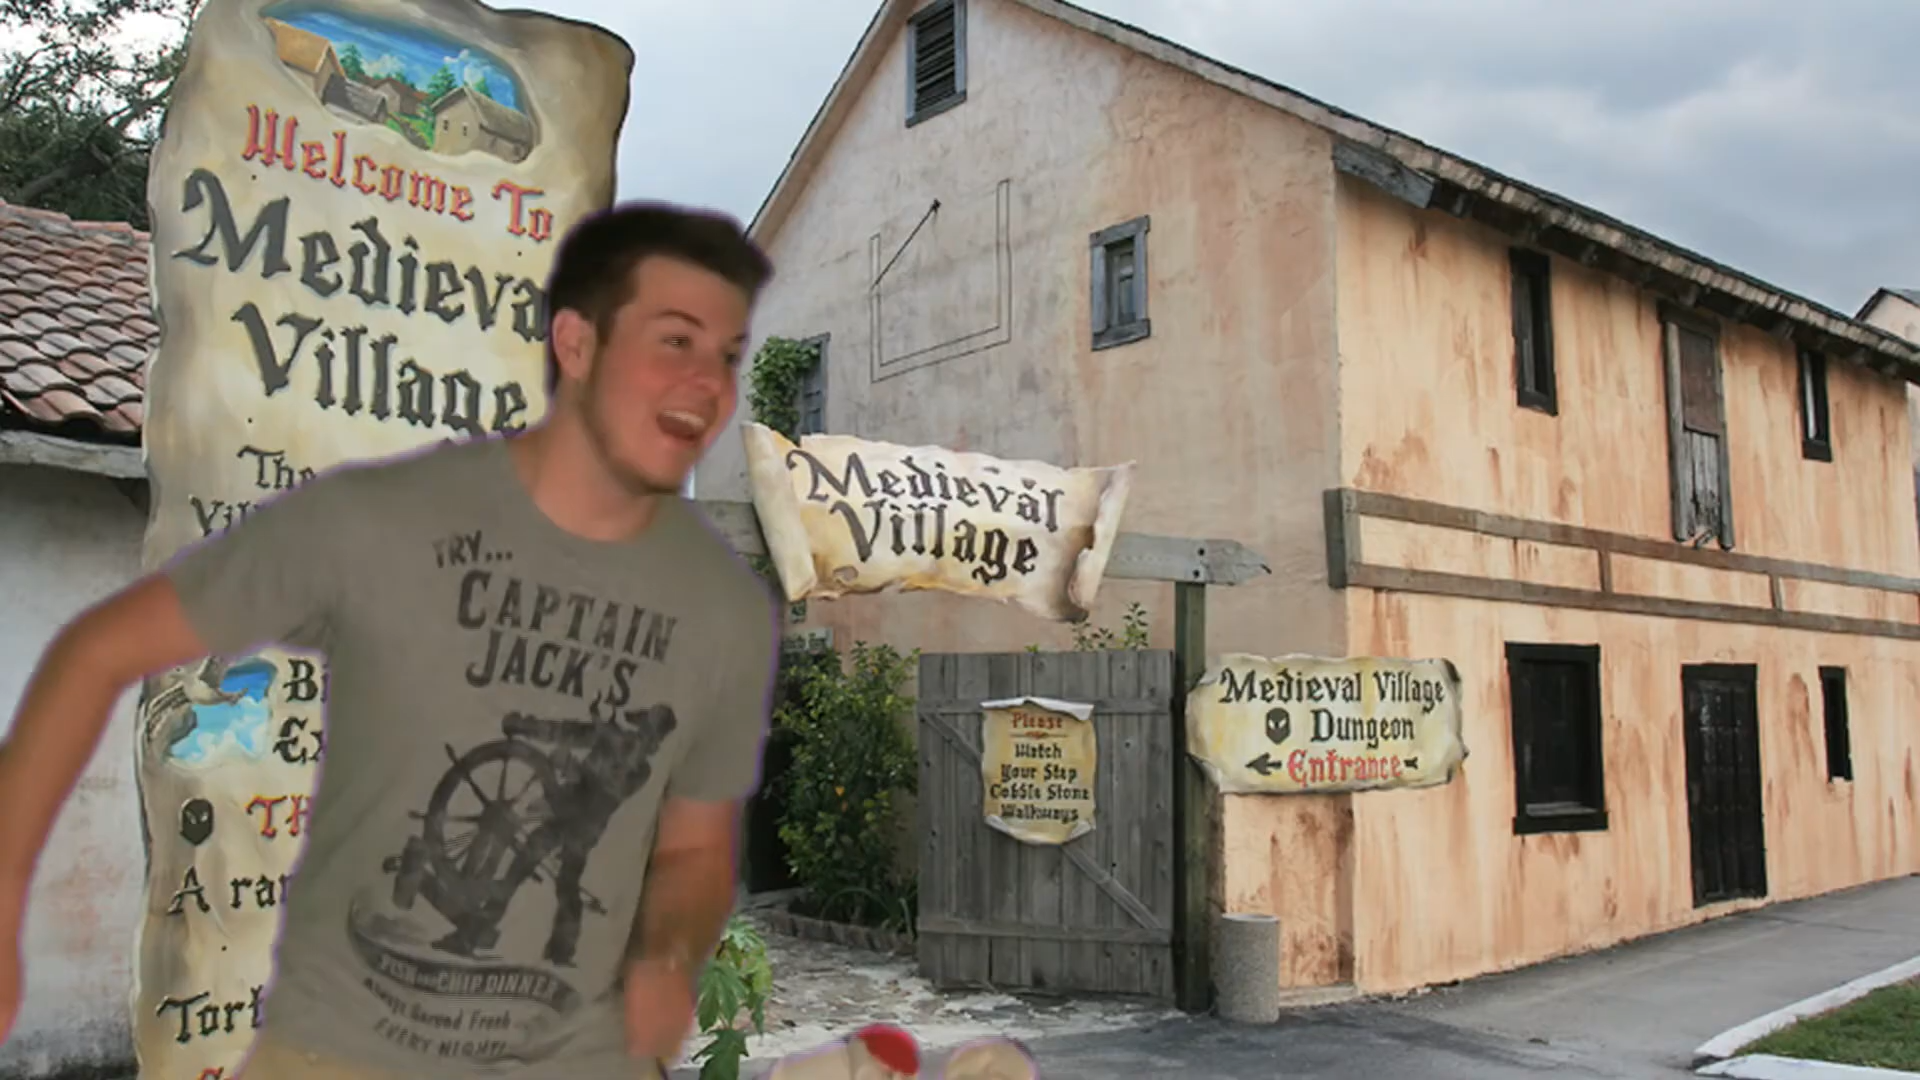 Welcome To
Medieva
Village
The
TRY...
CAPTAIN
JACK'S
FISH AND CHIP DINNER
Always Served Fresh
EVERY NIGHT!
A
Medieval
Village
Please
Watch
Your Step
Cobble Stone
Walkways
Medieval Village
Dungeon
Entrance